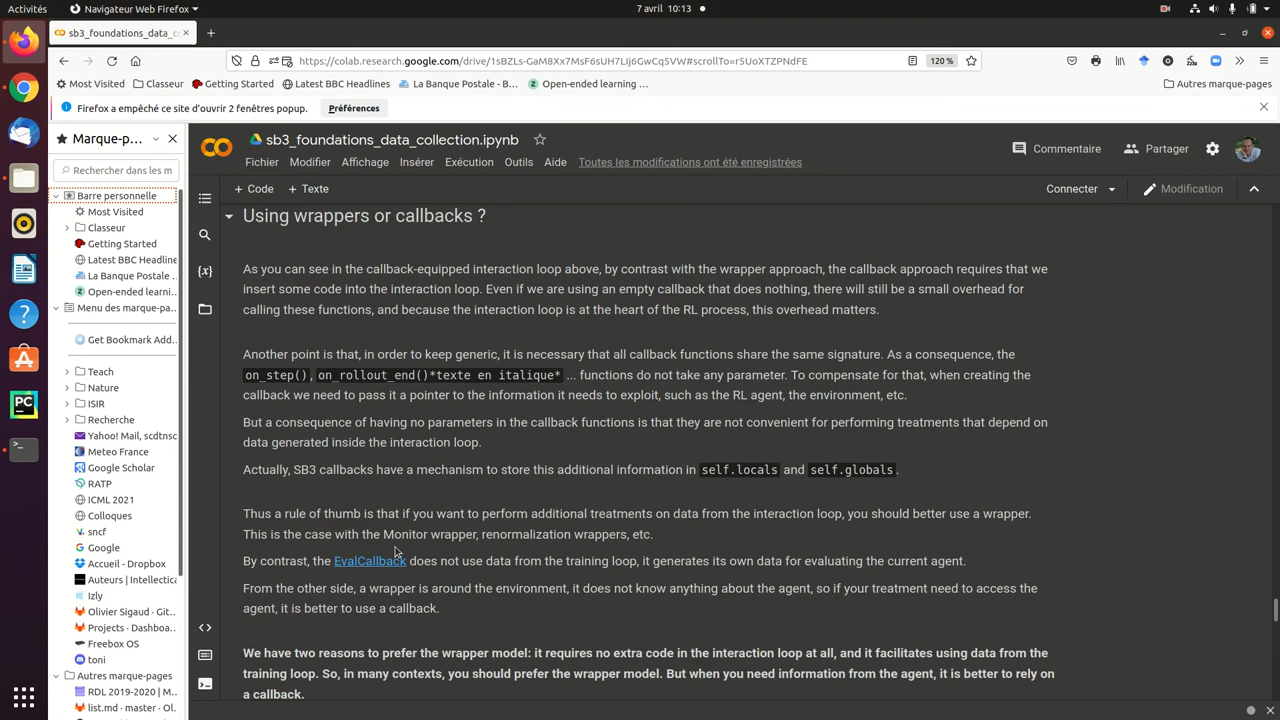 Activités
Navigateur Web Firefox
7 avril 10:13
sb3_foundations_data_c
https://colab.research.google.com/drive/1sBZLs-GaM8Xx7MsF6sUH7LIj6GwCq5VW#scrollTo=r5UoXTZPNdFE
120 %
Most Visited
Classeur
Getting Started
Latest BBC Headlines
La Banque Postale - B…
Open-ended learning …
Autres marque-pages
Firefox a empêché ce site d'ouvrir 2 fenêtres popup.
Préférences
Marque-p…
Rechercher dans les m
Barre personnelle
Most Visited
Classeur
Getting Started
Latest BBC Headline
La Banque Postale …
Open-ended learni…
Menu des marque-pa…
Get Bookmark Add…
Teach
Nature
ISIR
Recherche
Yahoo! Mail, scdtnsc
Meteo France
Google Scholar
RATP
ICML 2021
Colloques
sncf
Google
Accueil - Dropbox
Auteurs | Intellectica
Izly
Olivier Sigaud · Git…
Projects · Dashboa…
Freebox OS
toni
Autres marque-pages
RDL 2019-2020 | M…
list.md · master · Ol…
sb3_foundations_data_collection.ipynb
Fichier
Modifier
Affichage
Insérer
Exécution
Outils
Aide
Toutes les modifications ont été enregistrées
Commentaire
Partager
+ Code
+ Texte
Connecter
Modification
{x}
Using wrappers or callbacks ?
As you can see in the callback-equipped interaction loop above, by contrast with the wrapper approach, the callback approach requires that we
insert some code into the interaction loop. Even if we are using an empty callback that does nothing, there will still be a small overhead for
calling these functions, and because the interaction loop is at the heart of the RL process, this overhead matters.
Another point is that, in order to keep generic, it is necessary that all callback functions share the same signature. As a consequence, the
on_step(), on_rollout_end()*texte en italique* ... functions do not take any parameter. To compensate for that, when creating the
callback we need to pass it a pointer to the information it needs to exploit, such as the RL agent, the environment, etc.
But a consequence of having no parameters in the callback functions is that they are not convenient for performing treatments that depend on
data generated inside the interaction loop.
Actually, SB3 callbacks have a mechanism to store this additional information in self.locals and self.globals.
Thus a rule of thumb is that if you want to perform additional treatments on data from the interaction loop, you should better use a wrapper.
This is the case with the Monitor wrapper, renormalization wrappers, etc.
By contrast, the EvalCallback does not use data from the training loop, it generates its own data for evaluating the current agent.
From the other side, a wrapper is around the environment, it does not know anything about the agent, so if your treatment need to access the
agent, it is better to use a callback.
We have two reasons to prefer the wrapper model: it requires no extra code in the interaction loop at all, and it facilitates using data from the
training loop. So, in many contexts, you should prefer the wrapper model. But when you need information from the agent, it is better to rely on
a callback.